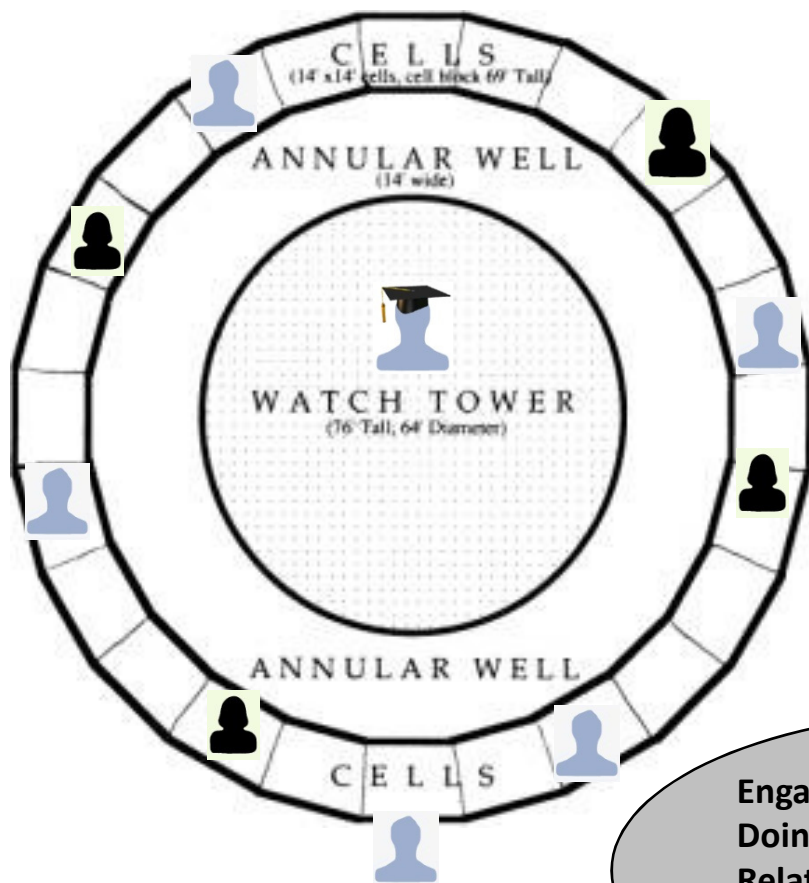 CELLS
(14' x14' cells, cell block 69' Tall)
ANNULAR WELL
(14' wide)
WATCH TOWER
(76' Tall, 64' Diameter)
ANNULAR WELL
CELLS
Enga
Doin
Relat